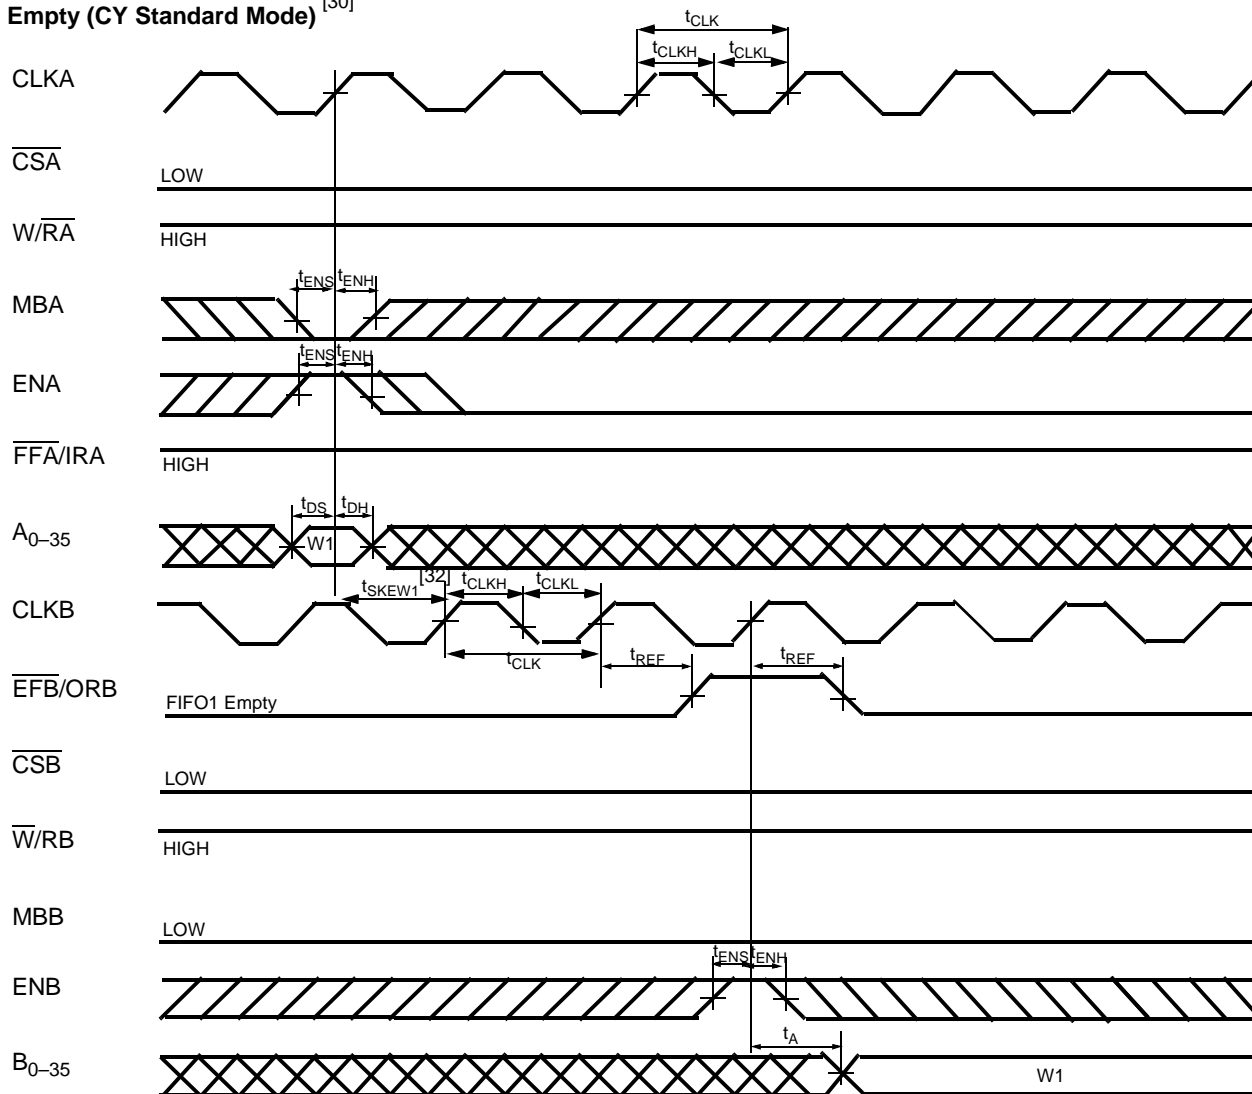 Empty (CY Standard Mode) [30]
tCLK
tCLKH tCLKL
CLKA
CSA
LOW
W/RA
HIGH
tENS tENH
MBA
tENS tENH
ENA
FFA/IRA
HIGH
tDS tDH
A0–35
W1
tSKEW1[32] tCLKH tCLKL
CLKB
tCLK
tREF tREF
EFB/ORB
FIFO1 Empty
CSB
LOW
W/RB
HIGH
MBB
LOW
tENS tENH
ENB
tA
B0–35
W1